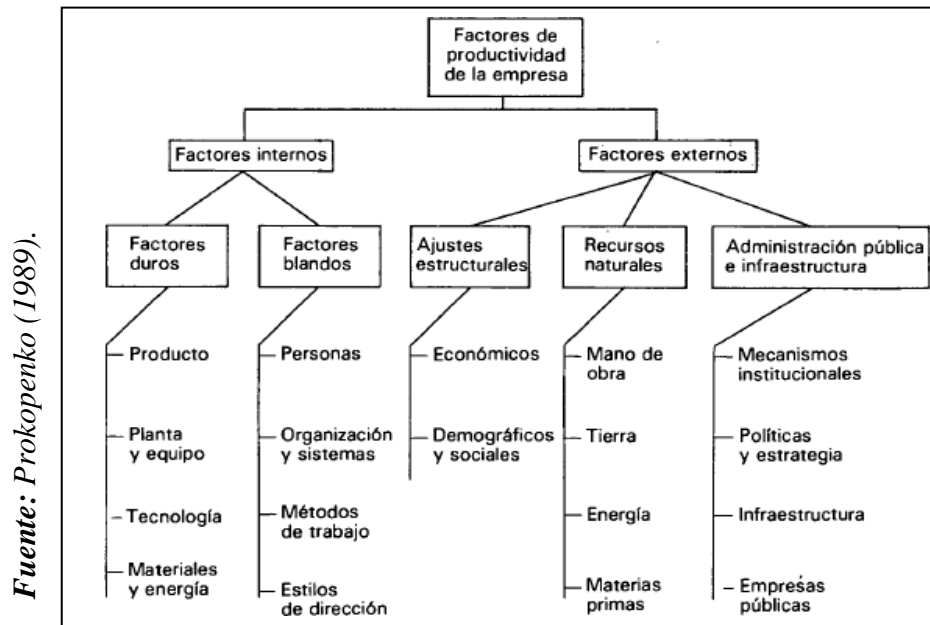 Factores de
productividad
de la empresa
Factores internos
Factores externos
Factores
duros
Factores
blandos
Ajustes
estructurales
Recursos
naturales
Administración pública
e infraestructura
Producto
Planta
y equipo
Tecnología
Materiales
y energía
Personas
Organización
y sistemas
Métodos
de trabajo
Estilos
de dirección
Económicos
Demográficos
y sociales
Mano de
obra
Tierra
Energía
Materias
primas
Mecanismos
institucionales
Políticas
y estrategia
Infraestructura
Empresas
públicas
Fuente: Prokopenko (1989).